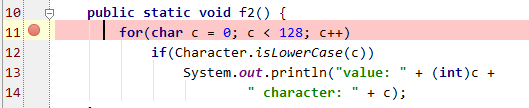 10 public static void f2() {
11 for(char c = 0; c < 128; c++)
12 if(Character.isLowerCase(c))
13 System.out.println("value: " + (int)c +
14 " character: " + c);